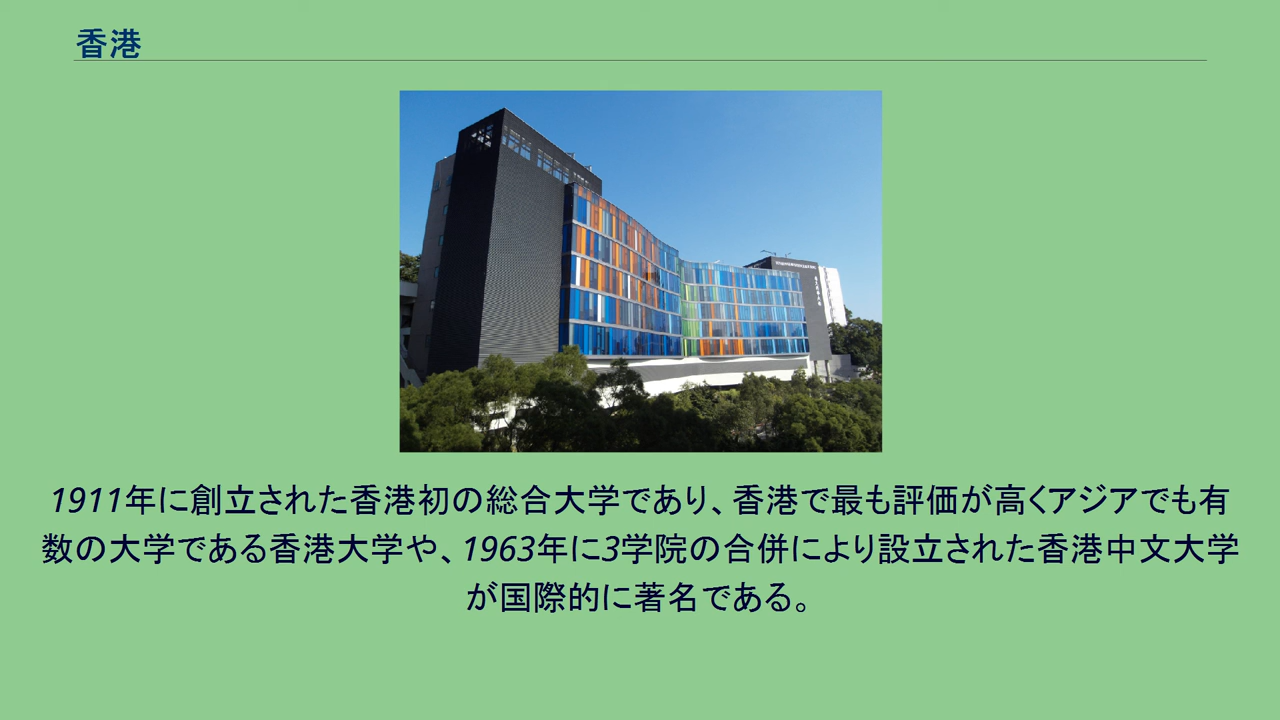 香港
1911年に創立された香港初の総合大学であり、香港で最も評価が高くアジアでも有
数の大学である香港大学や、1963年に3学院の合併により設立された香港中文大学
が国際的に著名である。